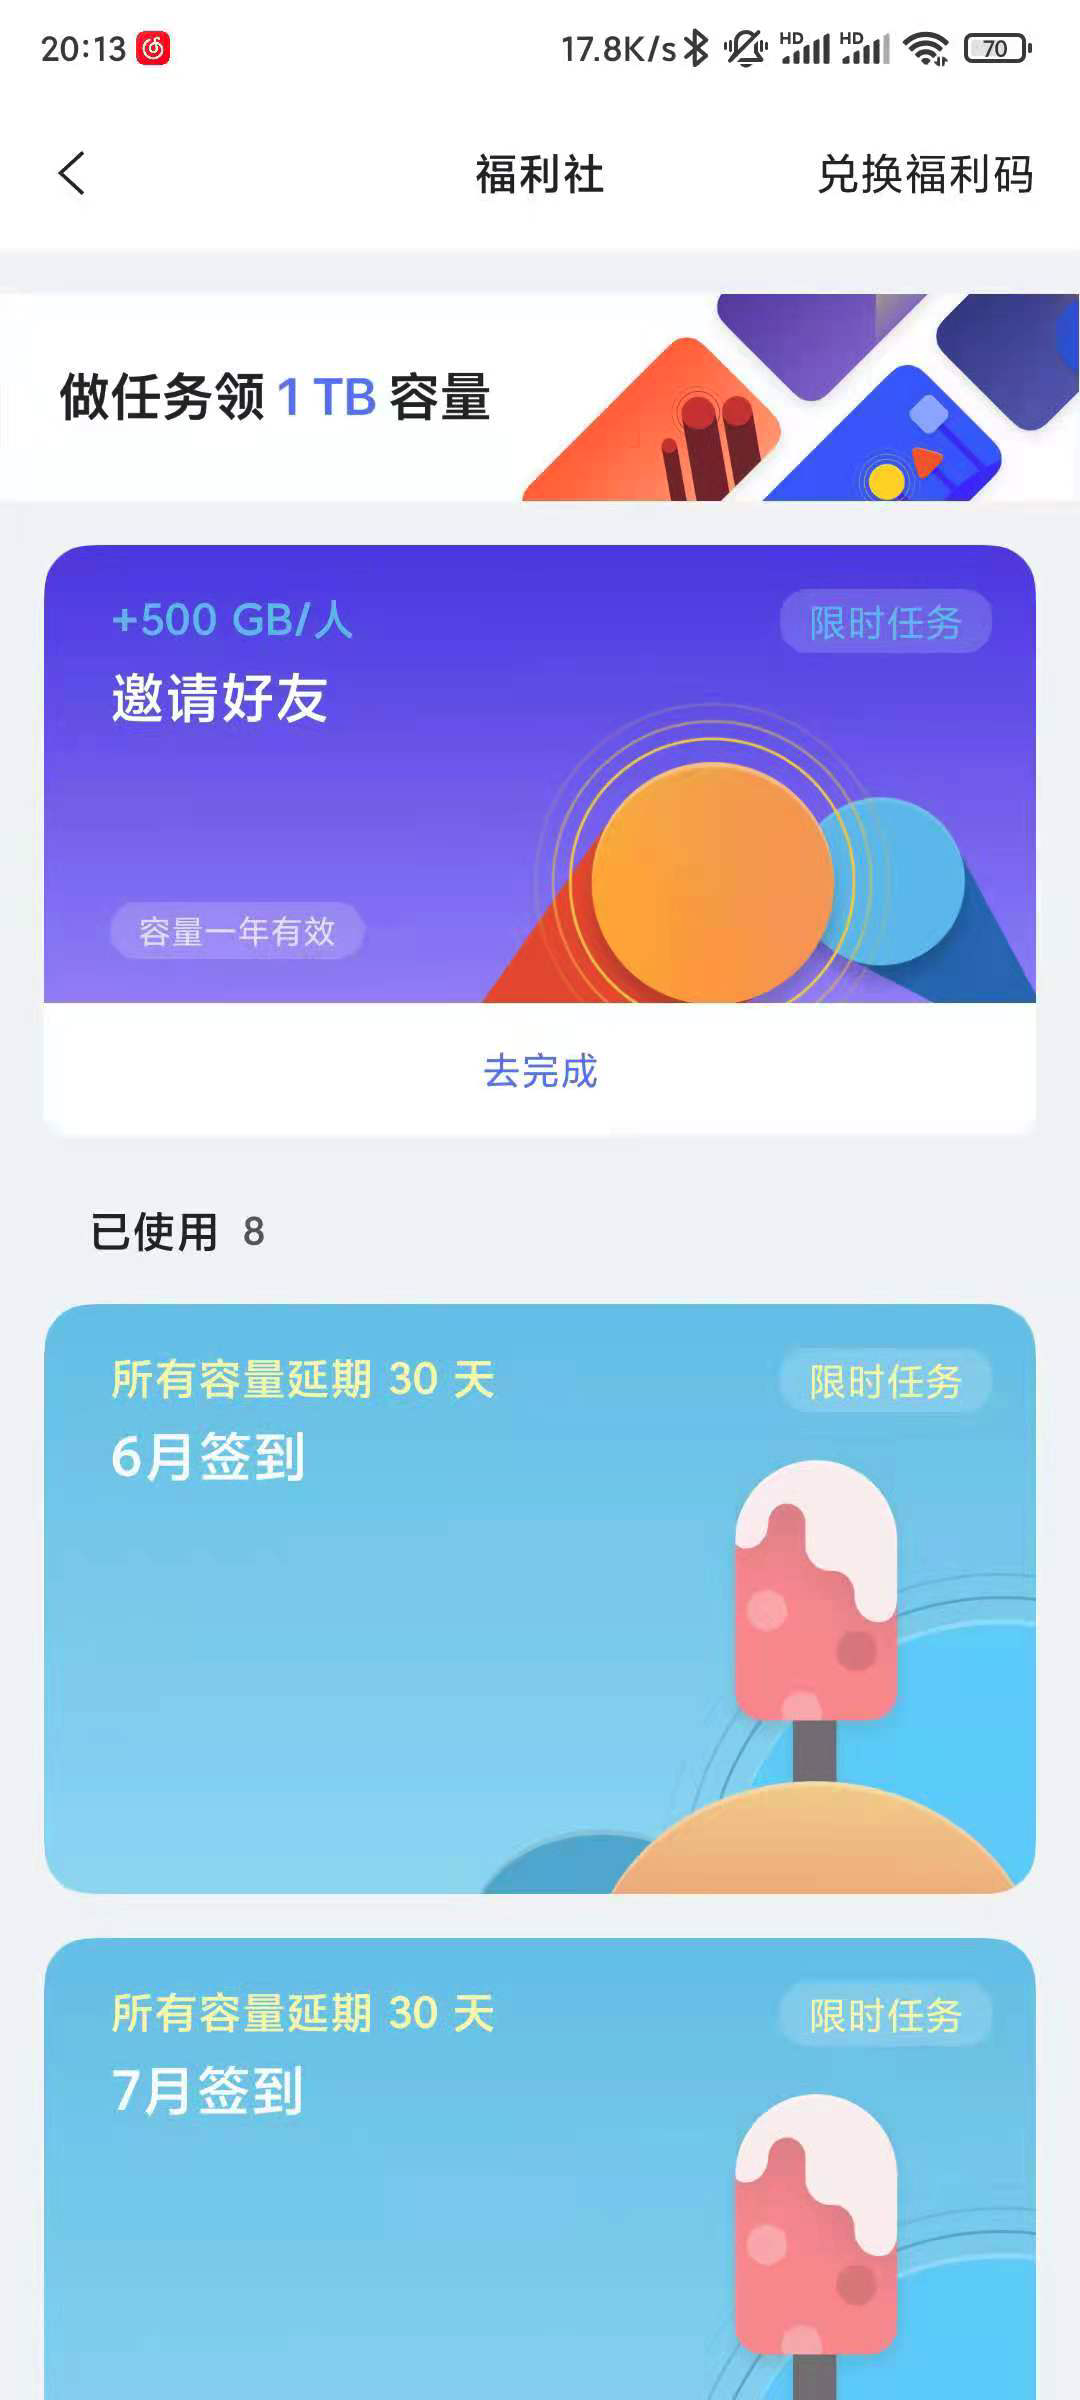 20:13
17.8K/s
HD
HD
70
福利社
兑换福利码
做任务领 1 TB 容量
+500 GB/人
限时任务
邀请好友
容量一年有效
去完成
已使用 8
所有容量延期 30 天
限时任务
6月签到
所有容量延期 30 天
限时任务
7月签到